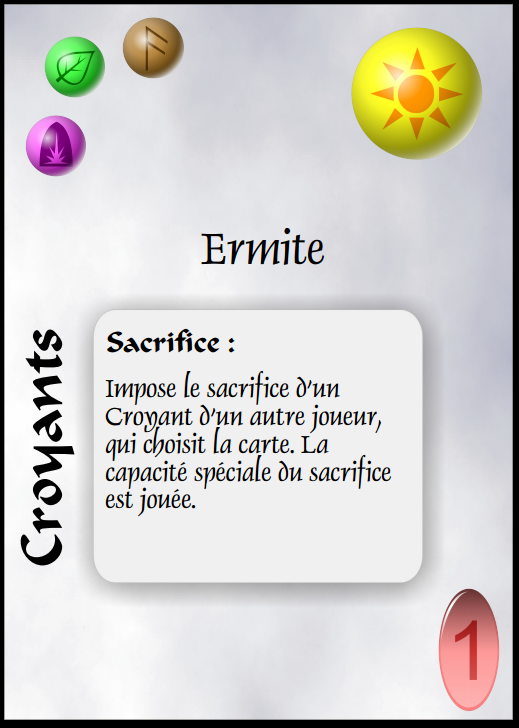 Ermite
Croyants
Sacrifice :
Impose le sacrifice d'un
Croyant d'un autre joueur,
qui choisit la carte. La
capacité spéciale du sacrifice
est jouée.
1